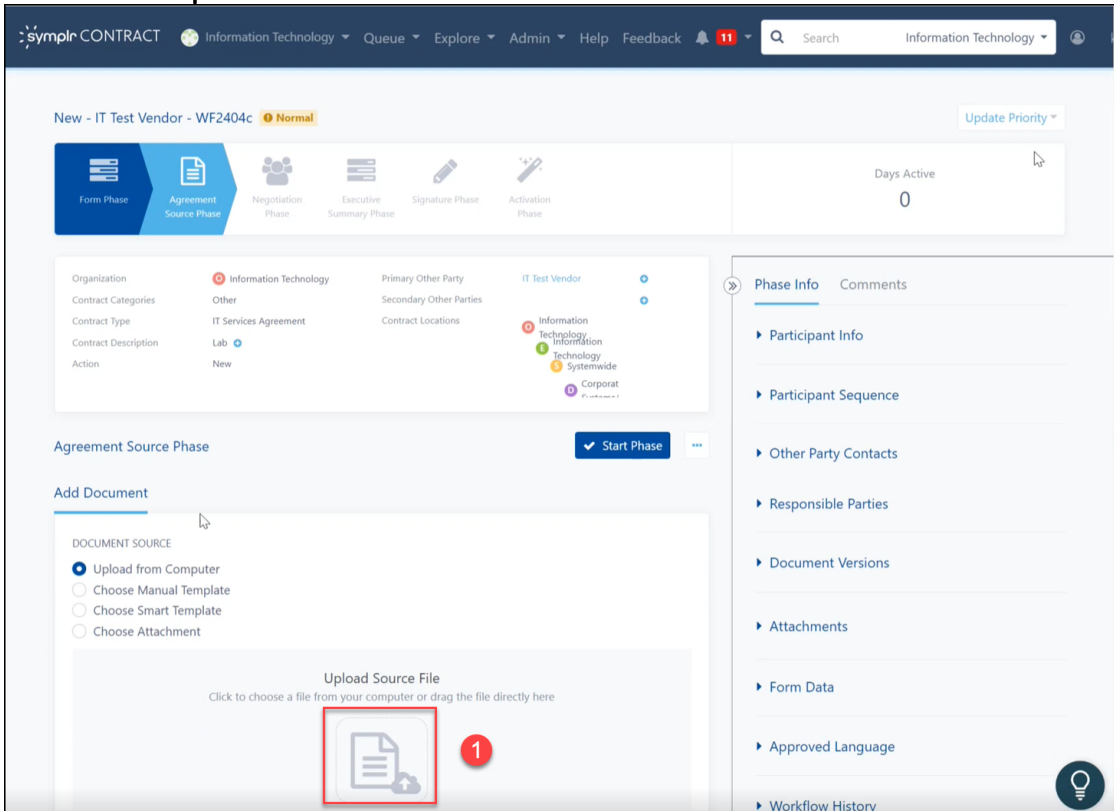 symplr CONTRACT Information Technology Queue Explore Admin Help Feedback 11 Search Information Technology
New - IT Test Vendor - WF2404c Normal
Update Priority
Form Phase
Agreement
Source Phase
Negotiation
Phase
Executive
Summary Phase
Signature Phase
Activation
Phase
Days Active
0
Organization O Information Technology
Contract Categories Other
Contract Type IT Services Agreement
Contract Description Lab
Action New
Primary Other Party IT Test Vendor
Secondary Other Parties
Contract Locations
O Information
Technology
E Information
Technology
S Systemwide
D Corporat
Phase Info Comments
Participant Info
Participant Sequence
Other Party Contacts
Responsible Parties
Document Versions
Attachments
Form Data
Approved Language
Workflow History
Agreement Source Phase
Start Phase
Add Document
DOCUMENT SOURCE
Upload from Computer
Choose Manual Template
Choose Smart Template
Choose Attachment
Upload Source File
Click to choose a file from your computer or drag the file directly here
1